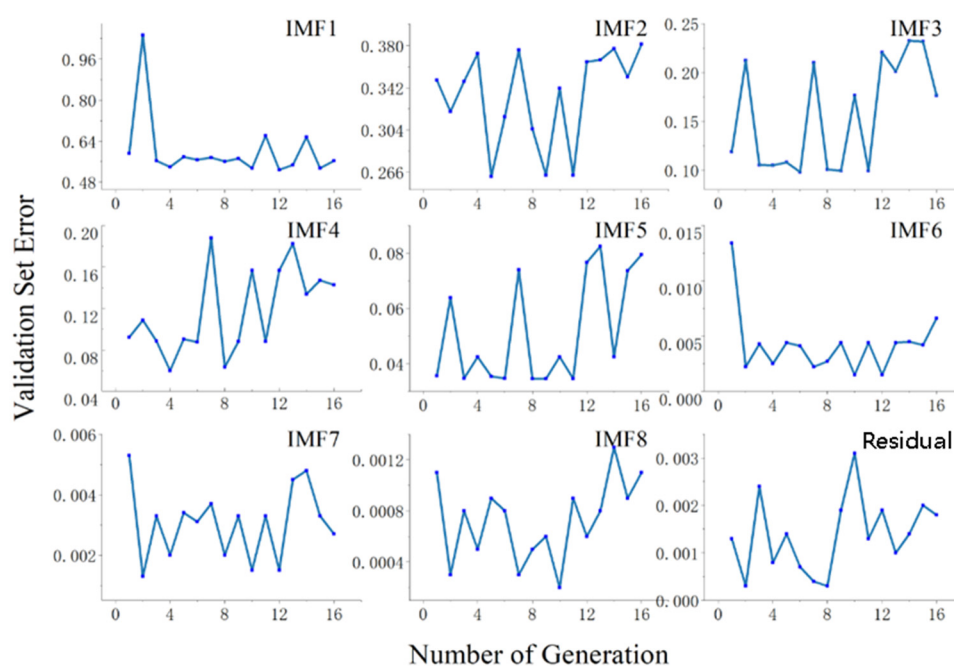 IMF1
0.96
0.80
0.64
0.48
0 4 8 12 16
IMF2
0.380
0.342
0.304
0.266
0 4 8 12 16
IMF3
0.25
0.20
0.15
0.10
0 4 8 12 16
Validation Set Error
IMF4
0.20
0.16
0.12
0.08
0.04
0 4 8 12 16
IMF5
0.08
0.06
0.04
0 4 8 12 16
IMF6
0.015
0.010
0.005
0.000
0 4 8 12 16
IMF7
0.006
0.004
0.002
0 4 8 12 16
IMF8
0.0012
0.0008
0.0004
0 4 8 12 16
Residual
0.003
0.002
0.001
0.000
0 4 8 12 16
Number of Generation